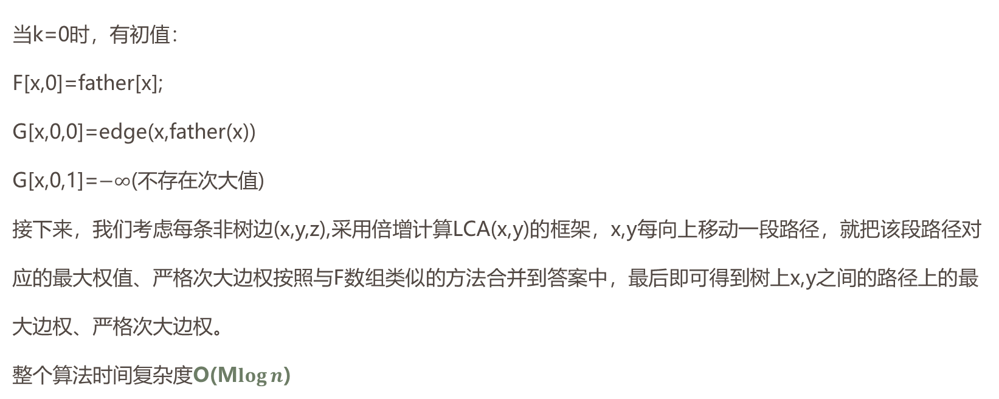 当k=0时，有初值：
F[x,0]=father[x];
G[x,0,0]=edge(x,father(x))
G[x,0,1]=−∞(不存在次大值)
接下来，我们考虑每条非树边(x,y,z),采用倍增计算LCA(x,y)的框架，x,y每向上移动一段路径，就把该段路径对
应的最大权值、严格次大边权按照与F数组类似的方法合并到答案中，最后即可得到树上x,y之间的路径上的最
大边权、严格次大边权。
整个算法时间复杂度O(Mlog n)